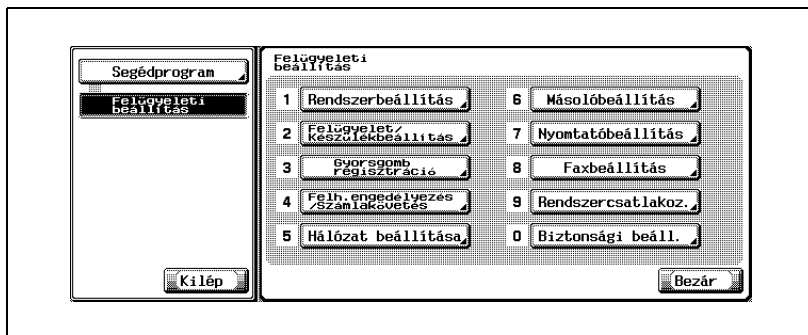 Segédprogram
Felügyeleti
beállítás
Kilép
Felügyeleti
beállítás
1 Rendszerbeállítás
2 Felügyelet/
Készülékbeállítás
3 Gyorsgomb
regisztráció
4 Felh.engedélyezés
/Számlakövetés
5 Hálózat beállítása
6 Másolóbeállítás
7 Nyomtatóbeállítás
8 Faxbeállítás
9 Rendszercsatlakoz.
0 Biztonsági beáll.
Bezár